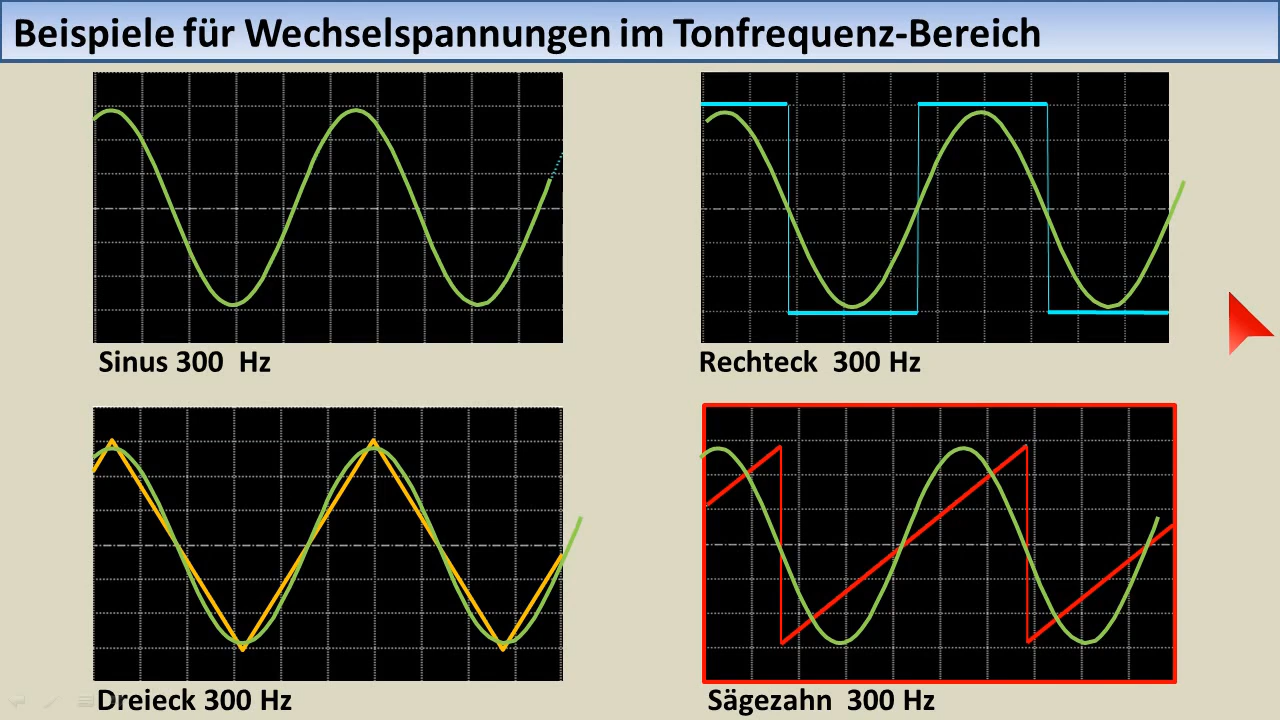 Beispiele für Wechselspannungen im Tonfrequenz-Bereich
Sinus 300  Hz
Rechteck  300 Hz
Dreieck 300 Hz
Sägezahn  300 Hz